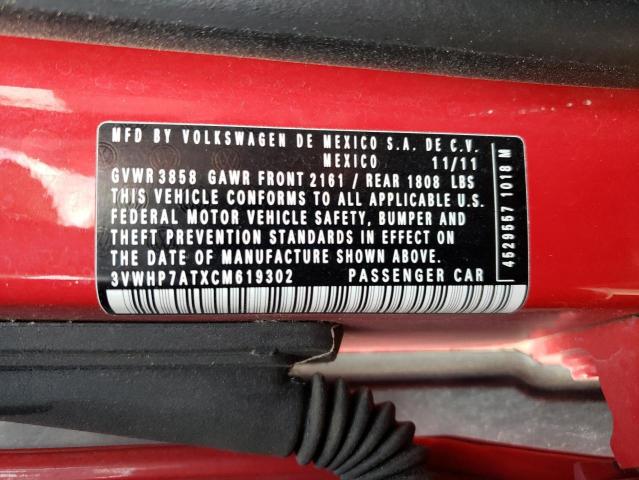 MFD BY VOLKSWAGEN DE MEXICO S.A. DE C.V.
MEXICO 11/11
GVWR 3858 GAWR FRONT 2161 / REAR 1808 LBS
THIS VEHICLE CONFORMS TO ALL APPLICABLE U.S.
FEDERAL MOTOR VEHICLE SAFETY, BUMPER AND
THEFT PREVENTION STANDARDS IN EFFECT ON
THE DATE OF MANUFACTURE SHOWN ABOVE.
3VWHP7ATXCM619302 PASSENGER CAR
4529557 1018 M